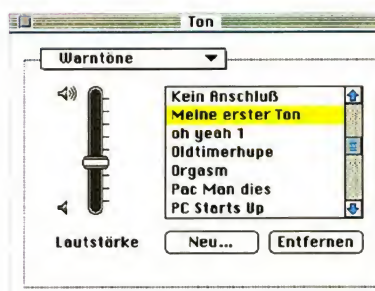 Ton
Warntöne
Kein Anschluß
Meine erster Ton
oh yeah 1
Oldtimerhupe
Orgasm
Pac Man dies
PC Starts Up
Lautstärke
Neu...
Entfernen